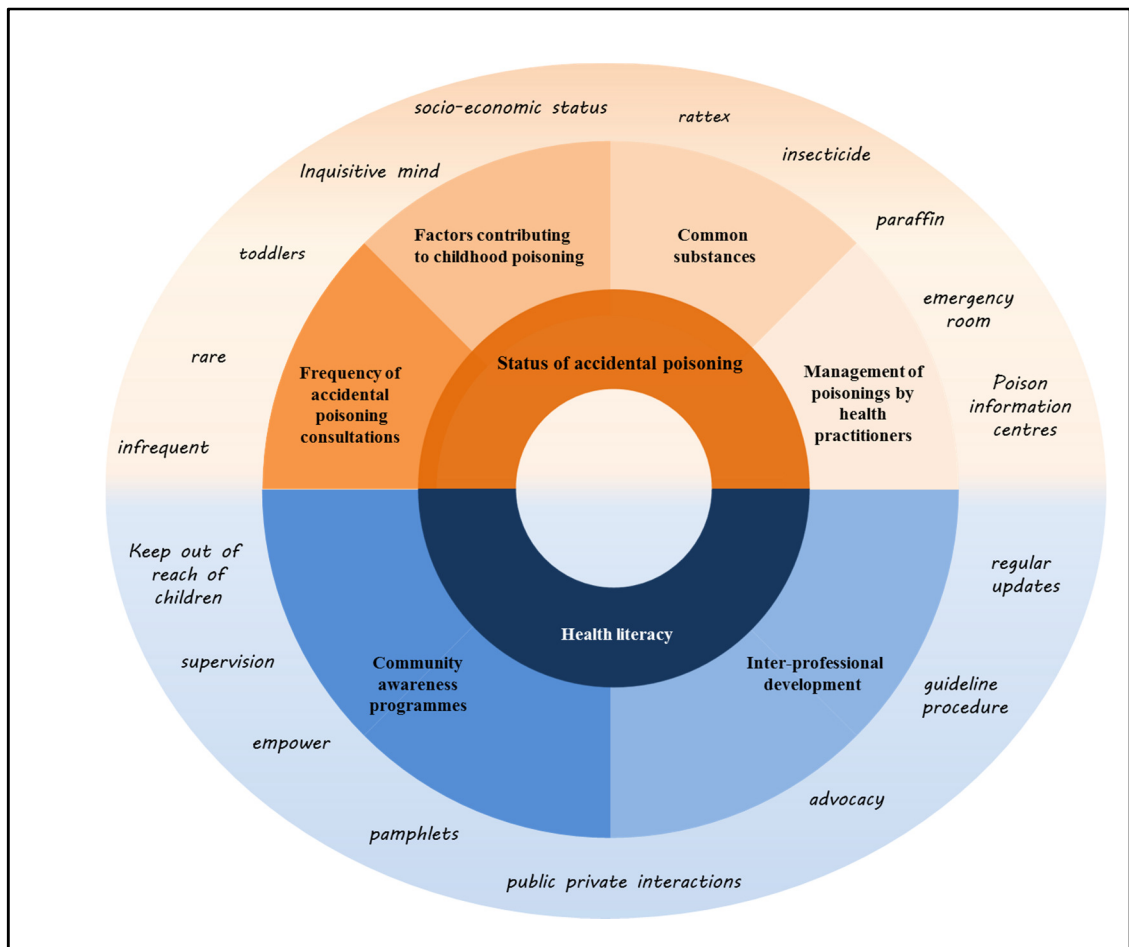 socio-economic status
rattex
insecticide
Inquisitive mind
paraffin
toddlers
Factors contributing
to childhood poisoning
Common
substances
emergency
room
rare
Status of accidental poisoning
Frequency of
accidental
poisoning
consultations
Management of
poisonings by
health
practitioners
Poison
information
centres
infrequent
Keep out of
reach of
children
regular
updates
Health literacy
supervision
Community
awareness
programmes
Inter-professional
development
guideline
procedure
empower
advocacy
pamphlets
public private interactions